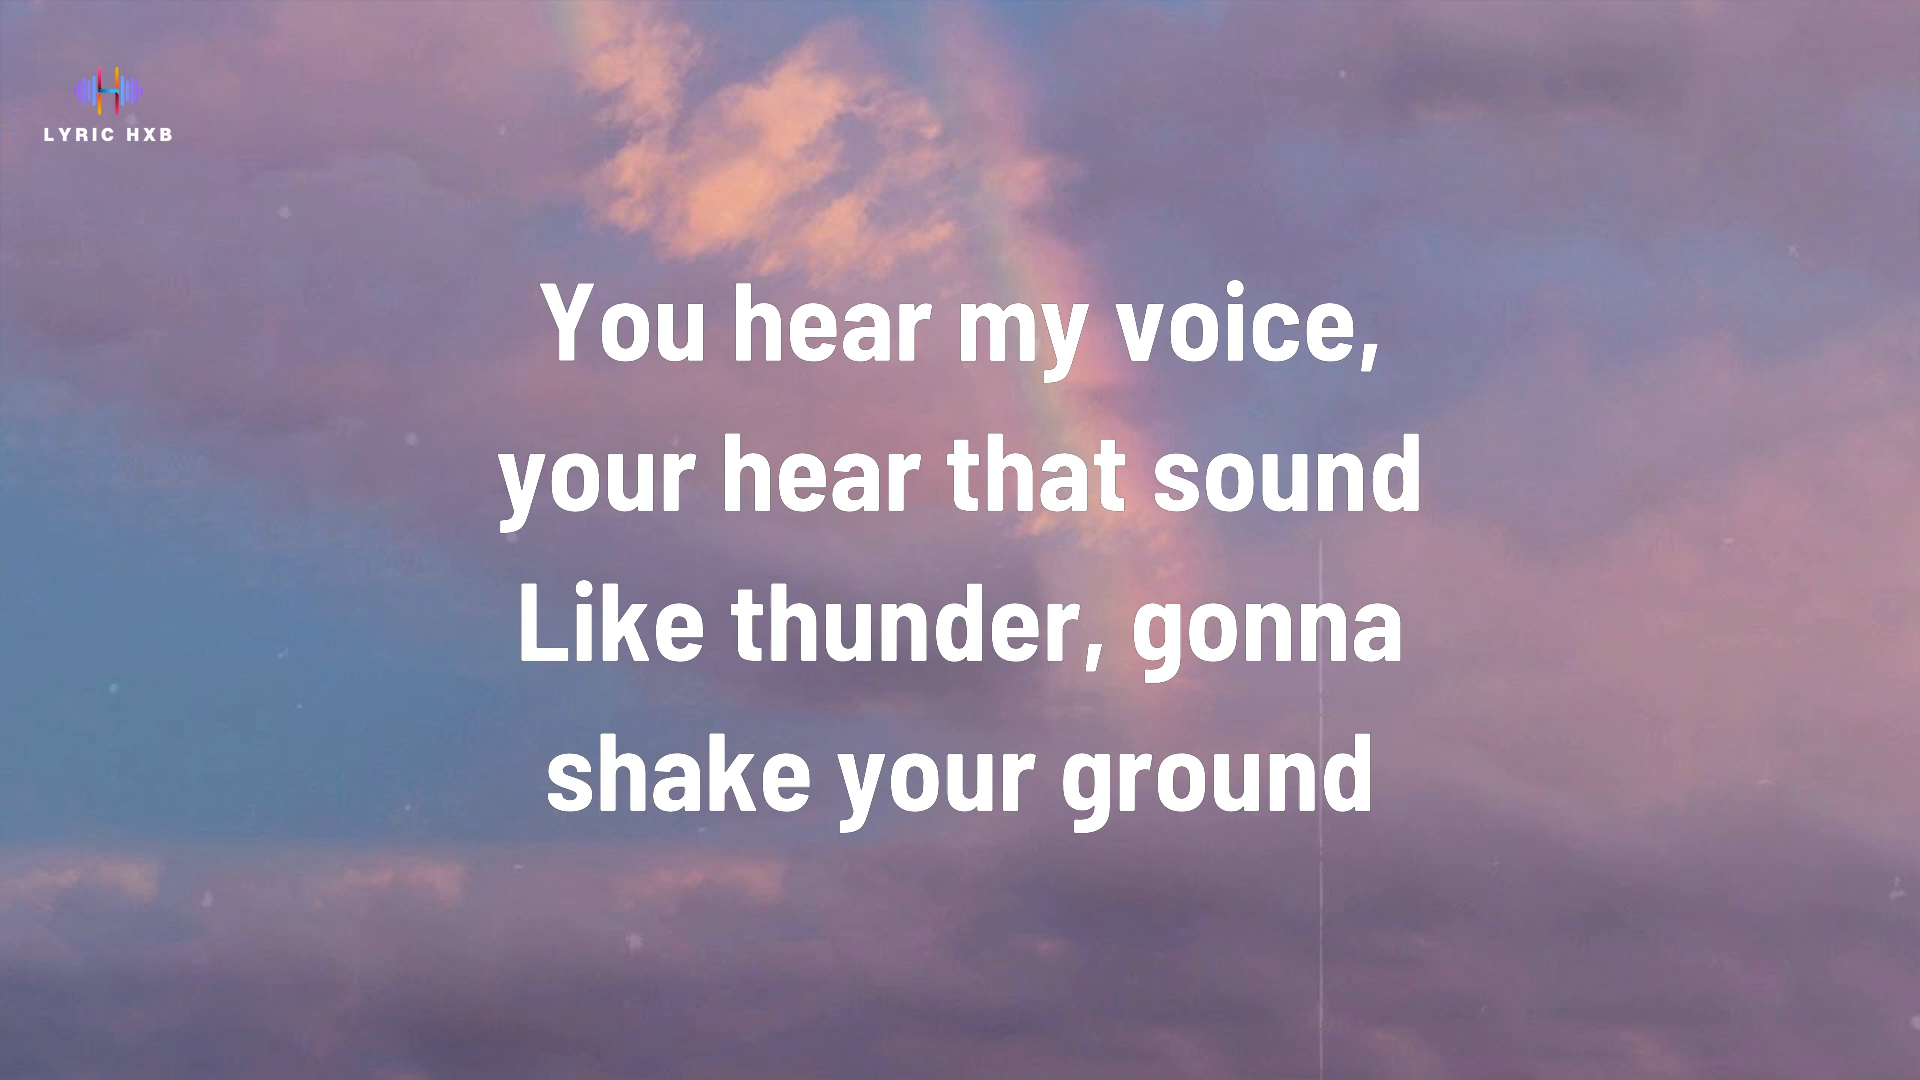 LYRIC HXB
You hear my voice,
your hear that sound
Like thunder, gonna
shake your ground